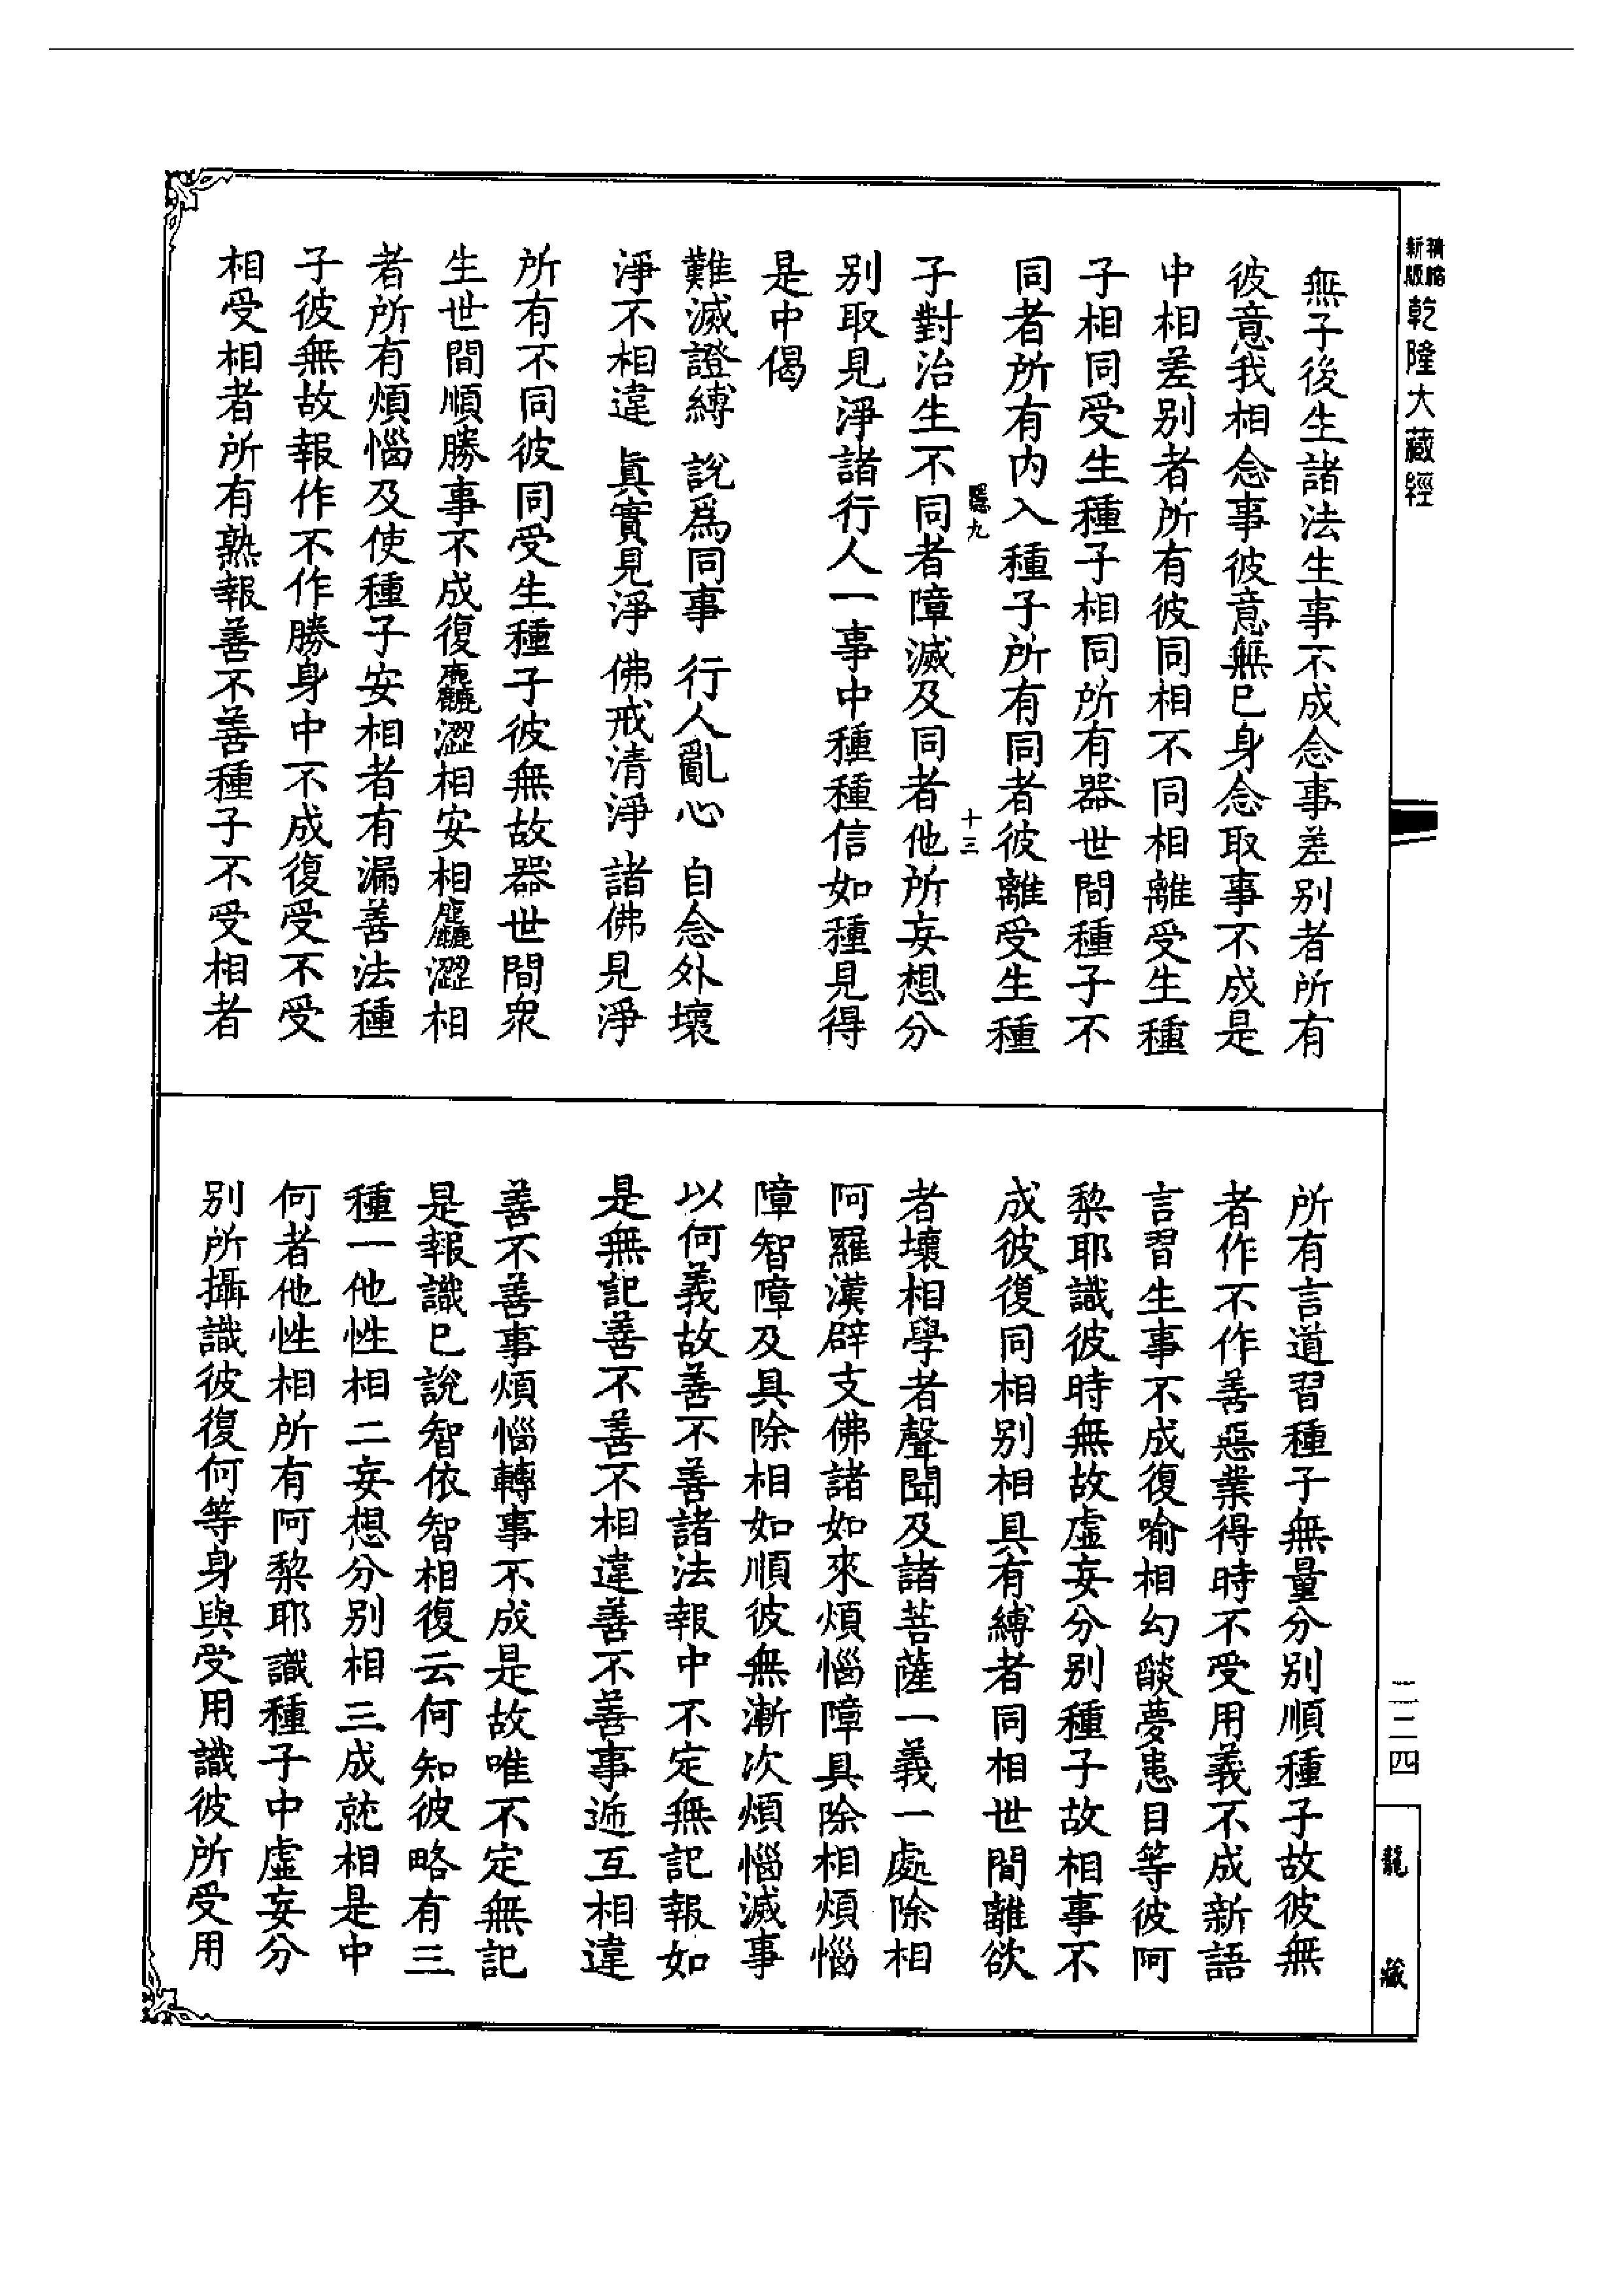 精縮新版乾隆大藏經
無子後生諸法生事不成念事差別者所有
彼意我相念事彼意無巳身念取事不成是
中相差別者所有彼同相不同相離受生種
子相同受生種子相同所有器世間種子不
同者所有內入種子所有同者彼離受生種
隱九
十三
子對治生不同者障滅及同者他所妄想分
別取見淨諸行人一事中種種信如種見得
是中偈
難滅證縛 說為同事 行人亂心 自念外壞
淨不相違 真實見淨 佛戒清淨 諸佛見淨
所有不同彼同受生種子彼無故器世間衆
生世間順勝事不成復麤澀相安相麤澀相
者所有煩惱及使種子安相者有漏善法種
子彼無故報作不作勝身中不成復受不受
相受相者所有熟報善不善種子不受相者
所有言道習種子無量分別順種子故彼無
者作不作善惡業得時不受用義不成新語
言習生事不成復喻相幻燄夢患目等彼阿
黎耶識彼時無故虛妄分別種子故相事不
成彼復同相別相具有縛者同相世間離欲
者壞相學者聲聞及諸菩薩一義一處除相
阿羅漢辟支佛諸如來煩惱障具除相煩惱
障智障及具除相如順彼無漸次煩惱滅事
以何義故善不善諸法報中不定無記報如
是無記善不善不相違善不善事遞互相違
善不善事煩惱轉事不成是故唯不定無記
是報識巳說智依智相復云何知彼略有三
種一他性相二妄想分別相三成就相是中
何者他性相所有阿黎耶識種子中虛妄分
別所攝識彼復何等身與受用識彼所受用
二二四
龍藏